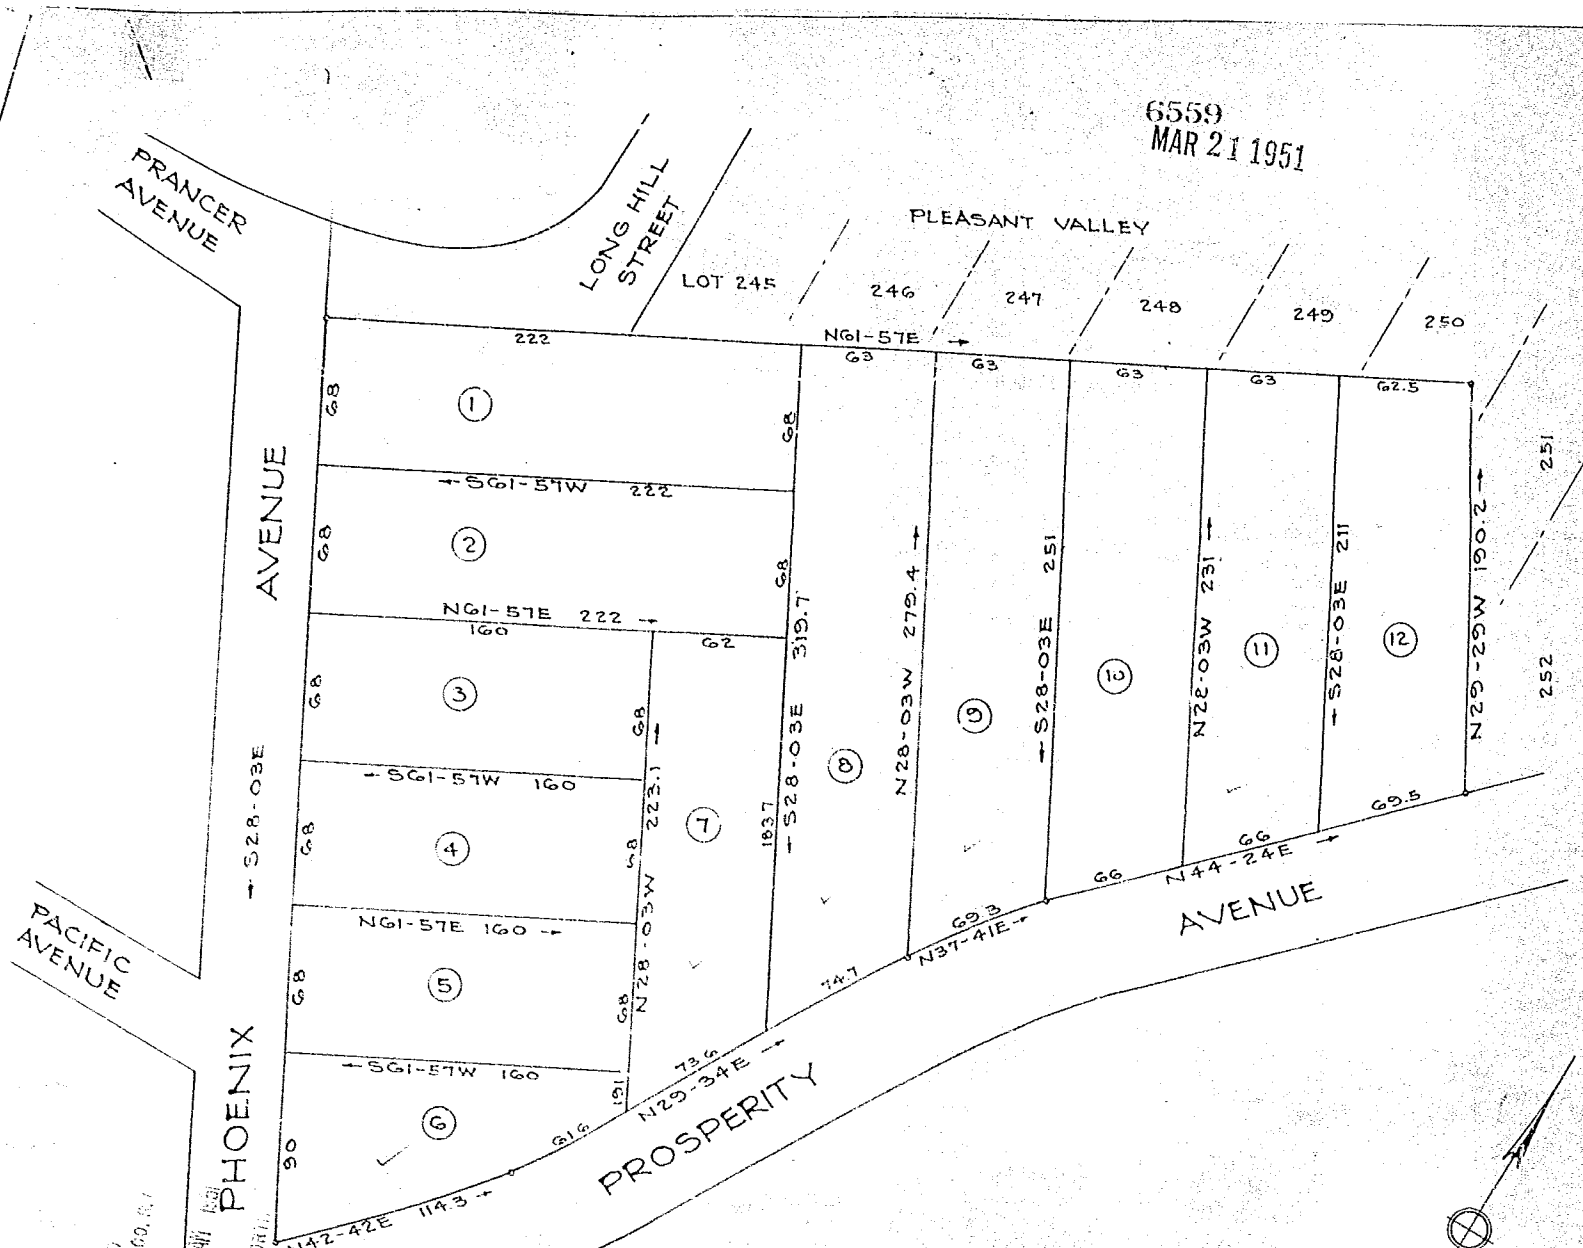 6559
MAR 21 1951
PRANCER
AVENUE
LONG HILL
STREET
PLEASANT VALLEY
LOT 245
246
247
248
249
250
251
252
N61-57E →
222
63
63
63
63
62.5
68
1
68
← S61-57W 222
68
2
68
N61-57E 222 →
160
62
68
3
68
← S61-57W 160
68
4
68
N61-57E 160 →
68
5
68
← S61-57W 160
90
6
191
N28-03W 223.1 →
7
183.7
← S28-03E 319.7
8
N28-03W 279.4 →
9
← S28-03E 251
10
N28-03W 231 →
11
← S28-03E 211
12
N29-29W 190.2 →
PHOENIX AVENUE
← S28-03E
PACIFIC
AVENUE
N42-42E 114.3 →
61.6
73.6
N29-34E →
74.7
69.3
N37-41E →
66
66
N44-24E →
69.5
PROSPERITY AVENUE